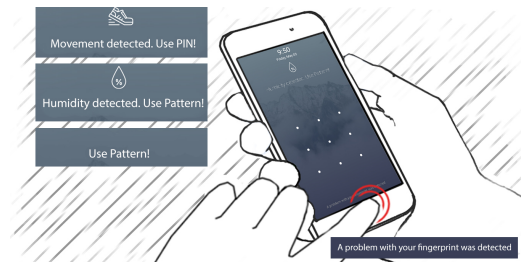 Movement detected. Use PIN!
%
Humidity detected. Use Pattern!
Use Pattern!
9:50
%
A problem with your fingerprint was detected